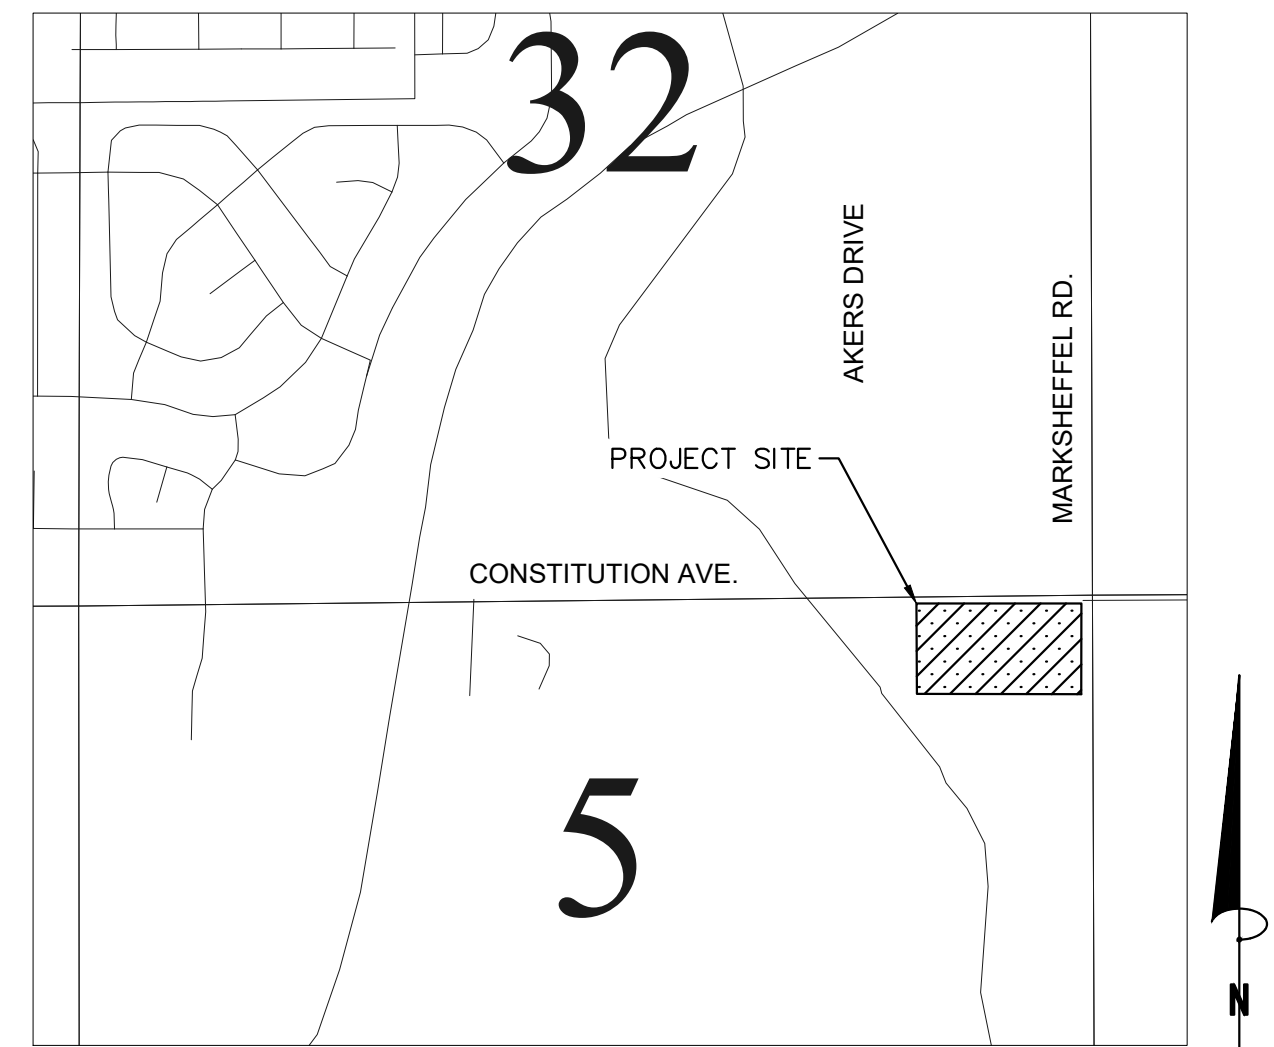 32
AKERS DRIVE
MARKSHEFFEL RD.
PROJECT SITE
CONSTITUTION AVE.
5
N